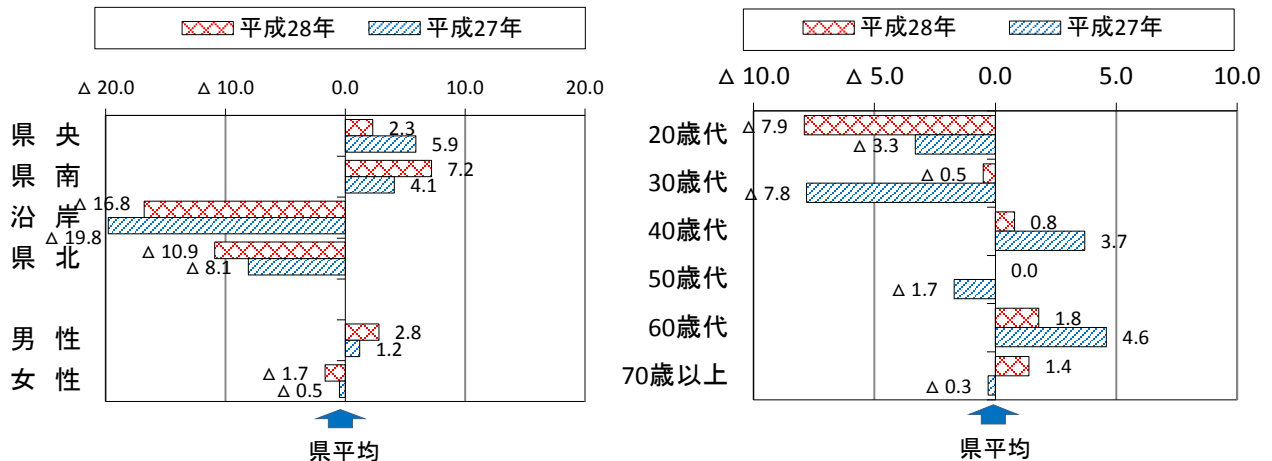 平成28年 平成27年
△ 20.0 △ 10.0 0.0 10.0 20.0
県 央 2.3
5.9
県 南 7.2
4.1
沿 岸 △ 16.8
△ 19.8
県 北 △ 10.9
△ 8.1
男 性 2.8
1.2
女 性 △ 1.7
△ 0.5
県平均
平成28年 平成27年
△ 10.0 △ 5.0 0.0 5.0 10.0
20歳代 △ 7.9
△ 3.3
30歳代 △ 0.5
△ 7.8
40歳代 0.8
3.7
50歳代 0.0
△ 1.7
60歳代 1.8
4.6
70歳以上 1.4
△ 0.3
県平均